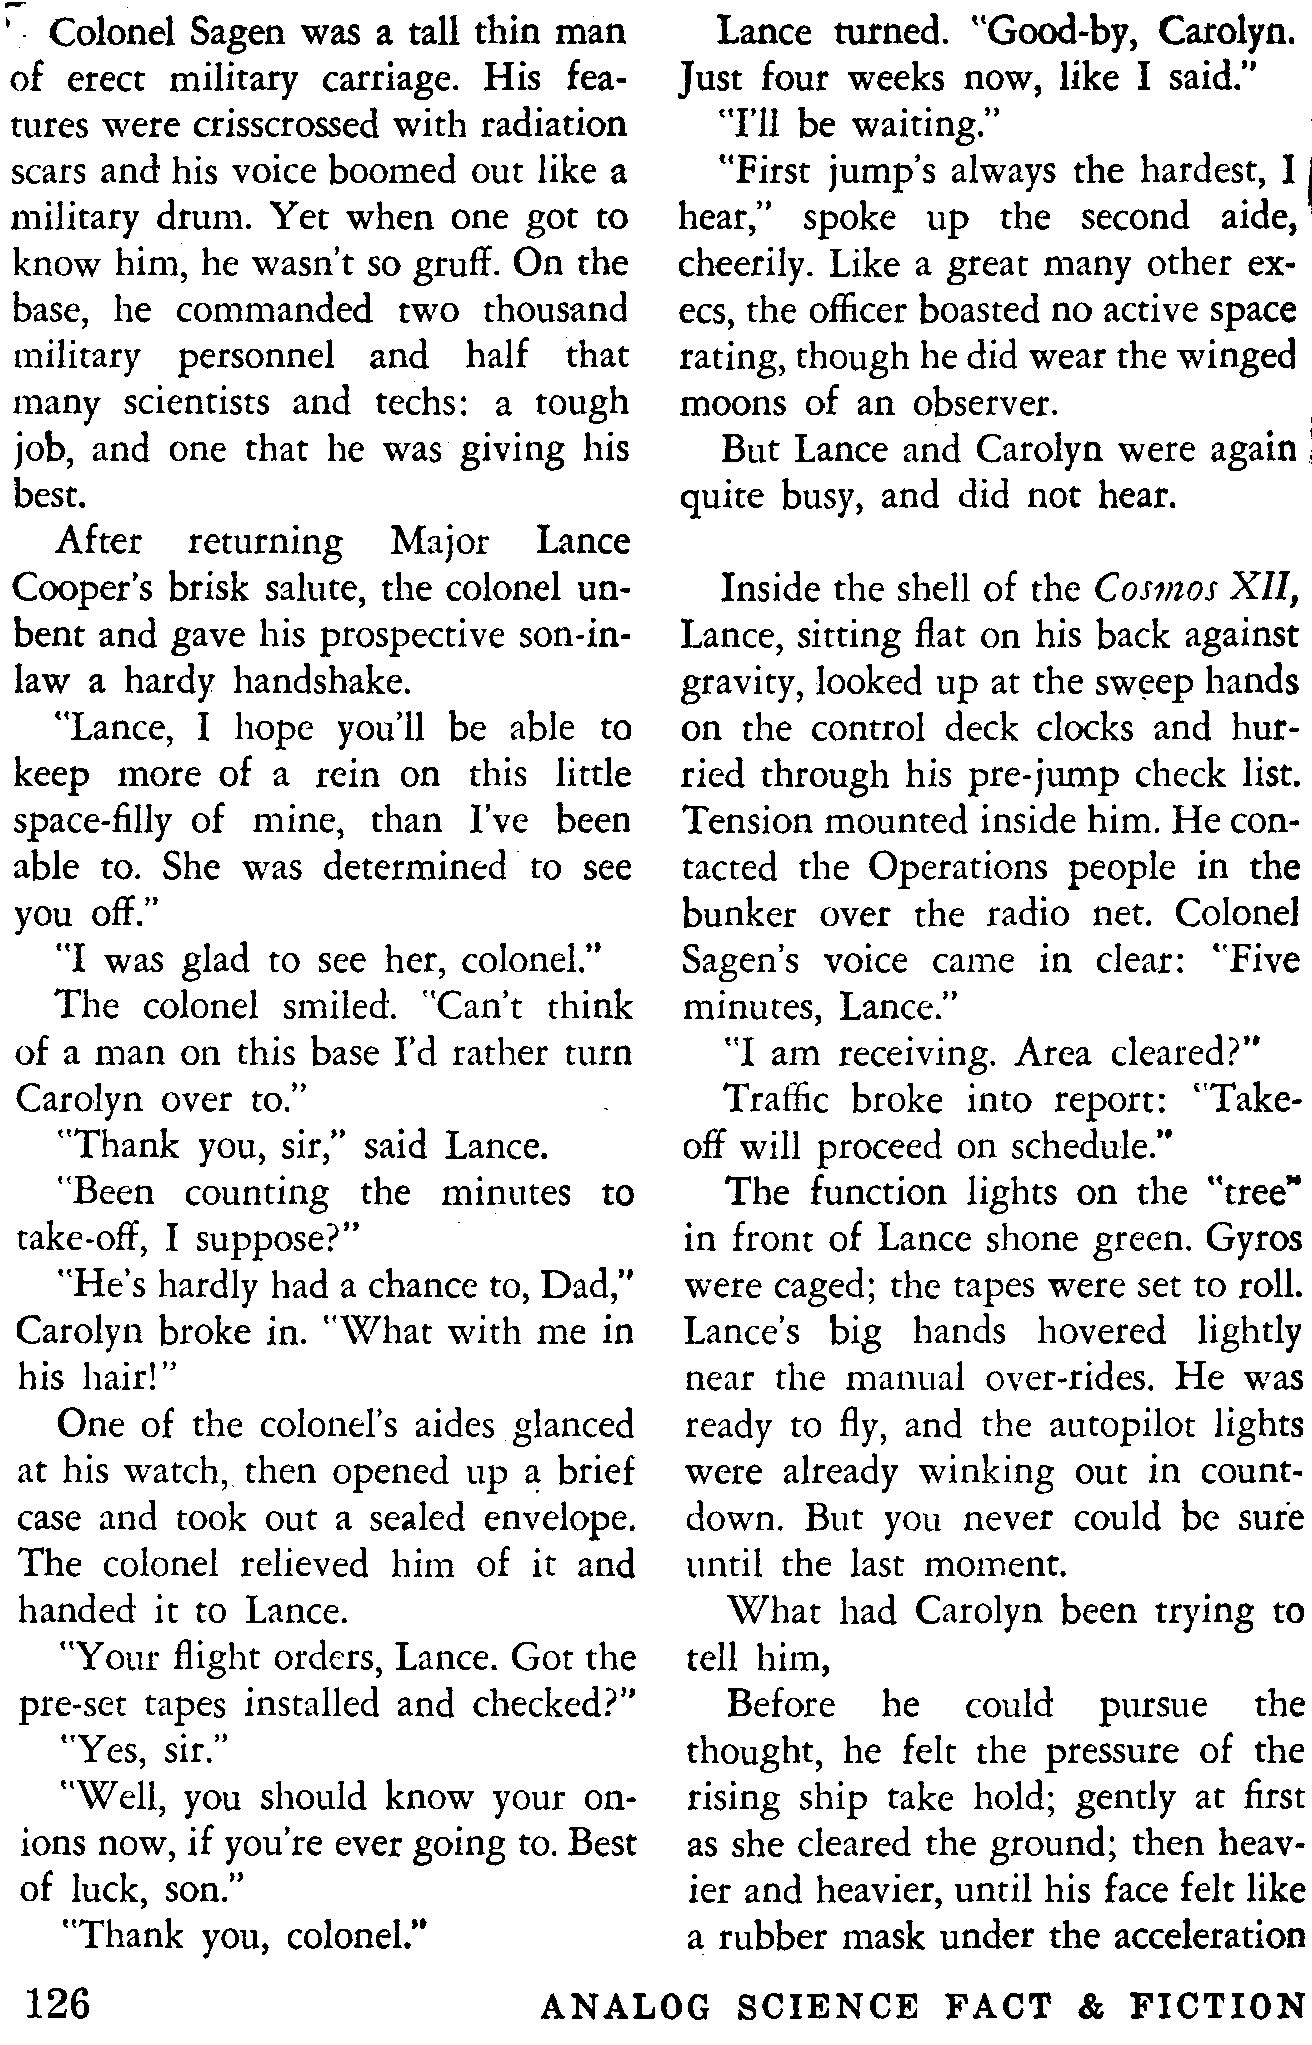 Colonel Sagen was a tall thin man
of erect military carriage. His fea-
tures were crisscrossed with radiation
scars and his voice boomed out like a
military drum. Yet when one got to
know him, he wasn't so gruff. On the
base, he commanded two thousand
military personnel and half that
many scientists and techs: a tough
job, and one that he was giving his
best.
After returning Major Lance
Cooper's brisk salute, the colonel un-
bent and gave his prospective son-in-
law a hardy handshake.
"Lance, I hope you'll be able to
keep more of a rein on this little
space-filly of mine, than I've been
able to. She was determined to see
you off."
"I was glad to see her, colonel."
The colonel smiled. "Can't think
of a man on this base I'd rather turn
Carolyn over to."
"Thank you, sir," said Lance.
"Been counting the minutes to
take-off, I suppose?"
"He's hardly had a chance to, Dad,"
Carolyn broke in. "What with me in
his hair!"
One of the colonel's aides glanced
at his watch, then opened up a brief
case and took out a sealed envelope.
The colonel relieved him of it and
handed it to Lance.
"Your flight orders, Lance. Got the
pre-set tapes installed and checked?"
"Yes, sir."
"Well, you should know your on-
ions now, if you're ever going to. Best
of luck, son."
"Thank you, colonel."
Lance turned. "Good-by, Carolyn.
Just four weeks now, like I said."
"I'll be waiting."
"First jump's always the hardest, I
hear," spoke up the second aide,
cheerily. Like a great many other ex-
ecs, the officer boasted no active space
rating, though he did wear the winged
moons of an observer.
But Lance and Carolyn were again
quite busy, and did not hear.
Inside the shell of the Cosmos XII,
Lance, sitting flat on his back against
gravity, looked up at the sweep hands
on the control deck clocks and hur-
ried through his pre-jump check list.
Tension mounted inside him. He con-
tacted the Operations people in the
bunker over the radio net. Colonel
Sagen's voice came in clear: "Five
minutes, Lance."
"I am receiving. Area cleared?"
Traffic broke into report: "Take-
off will proceed on schedule."
The function lights on the "tree"
in front of Lance shone green. Gyros
were caged; the tapes were set to roll.
Lance's big hands hovered lightly
near the manual over-rides. He was
ready to fly, and the autopilot lights
were already winking out in count-
down. But you never could be sure
until the last moment.
What had Carolyn been trying to
tell him,
Before he could pursue the
thought, he felt the pressure of the
rising ship take hold; gently at first
as she cleared the ground; then heav-
ier and heavier, until his face felt like
a rubber mask under the acceleration
126
ANALOG SCIENCE FACT & FICTION